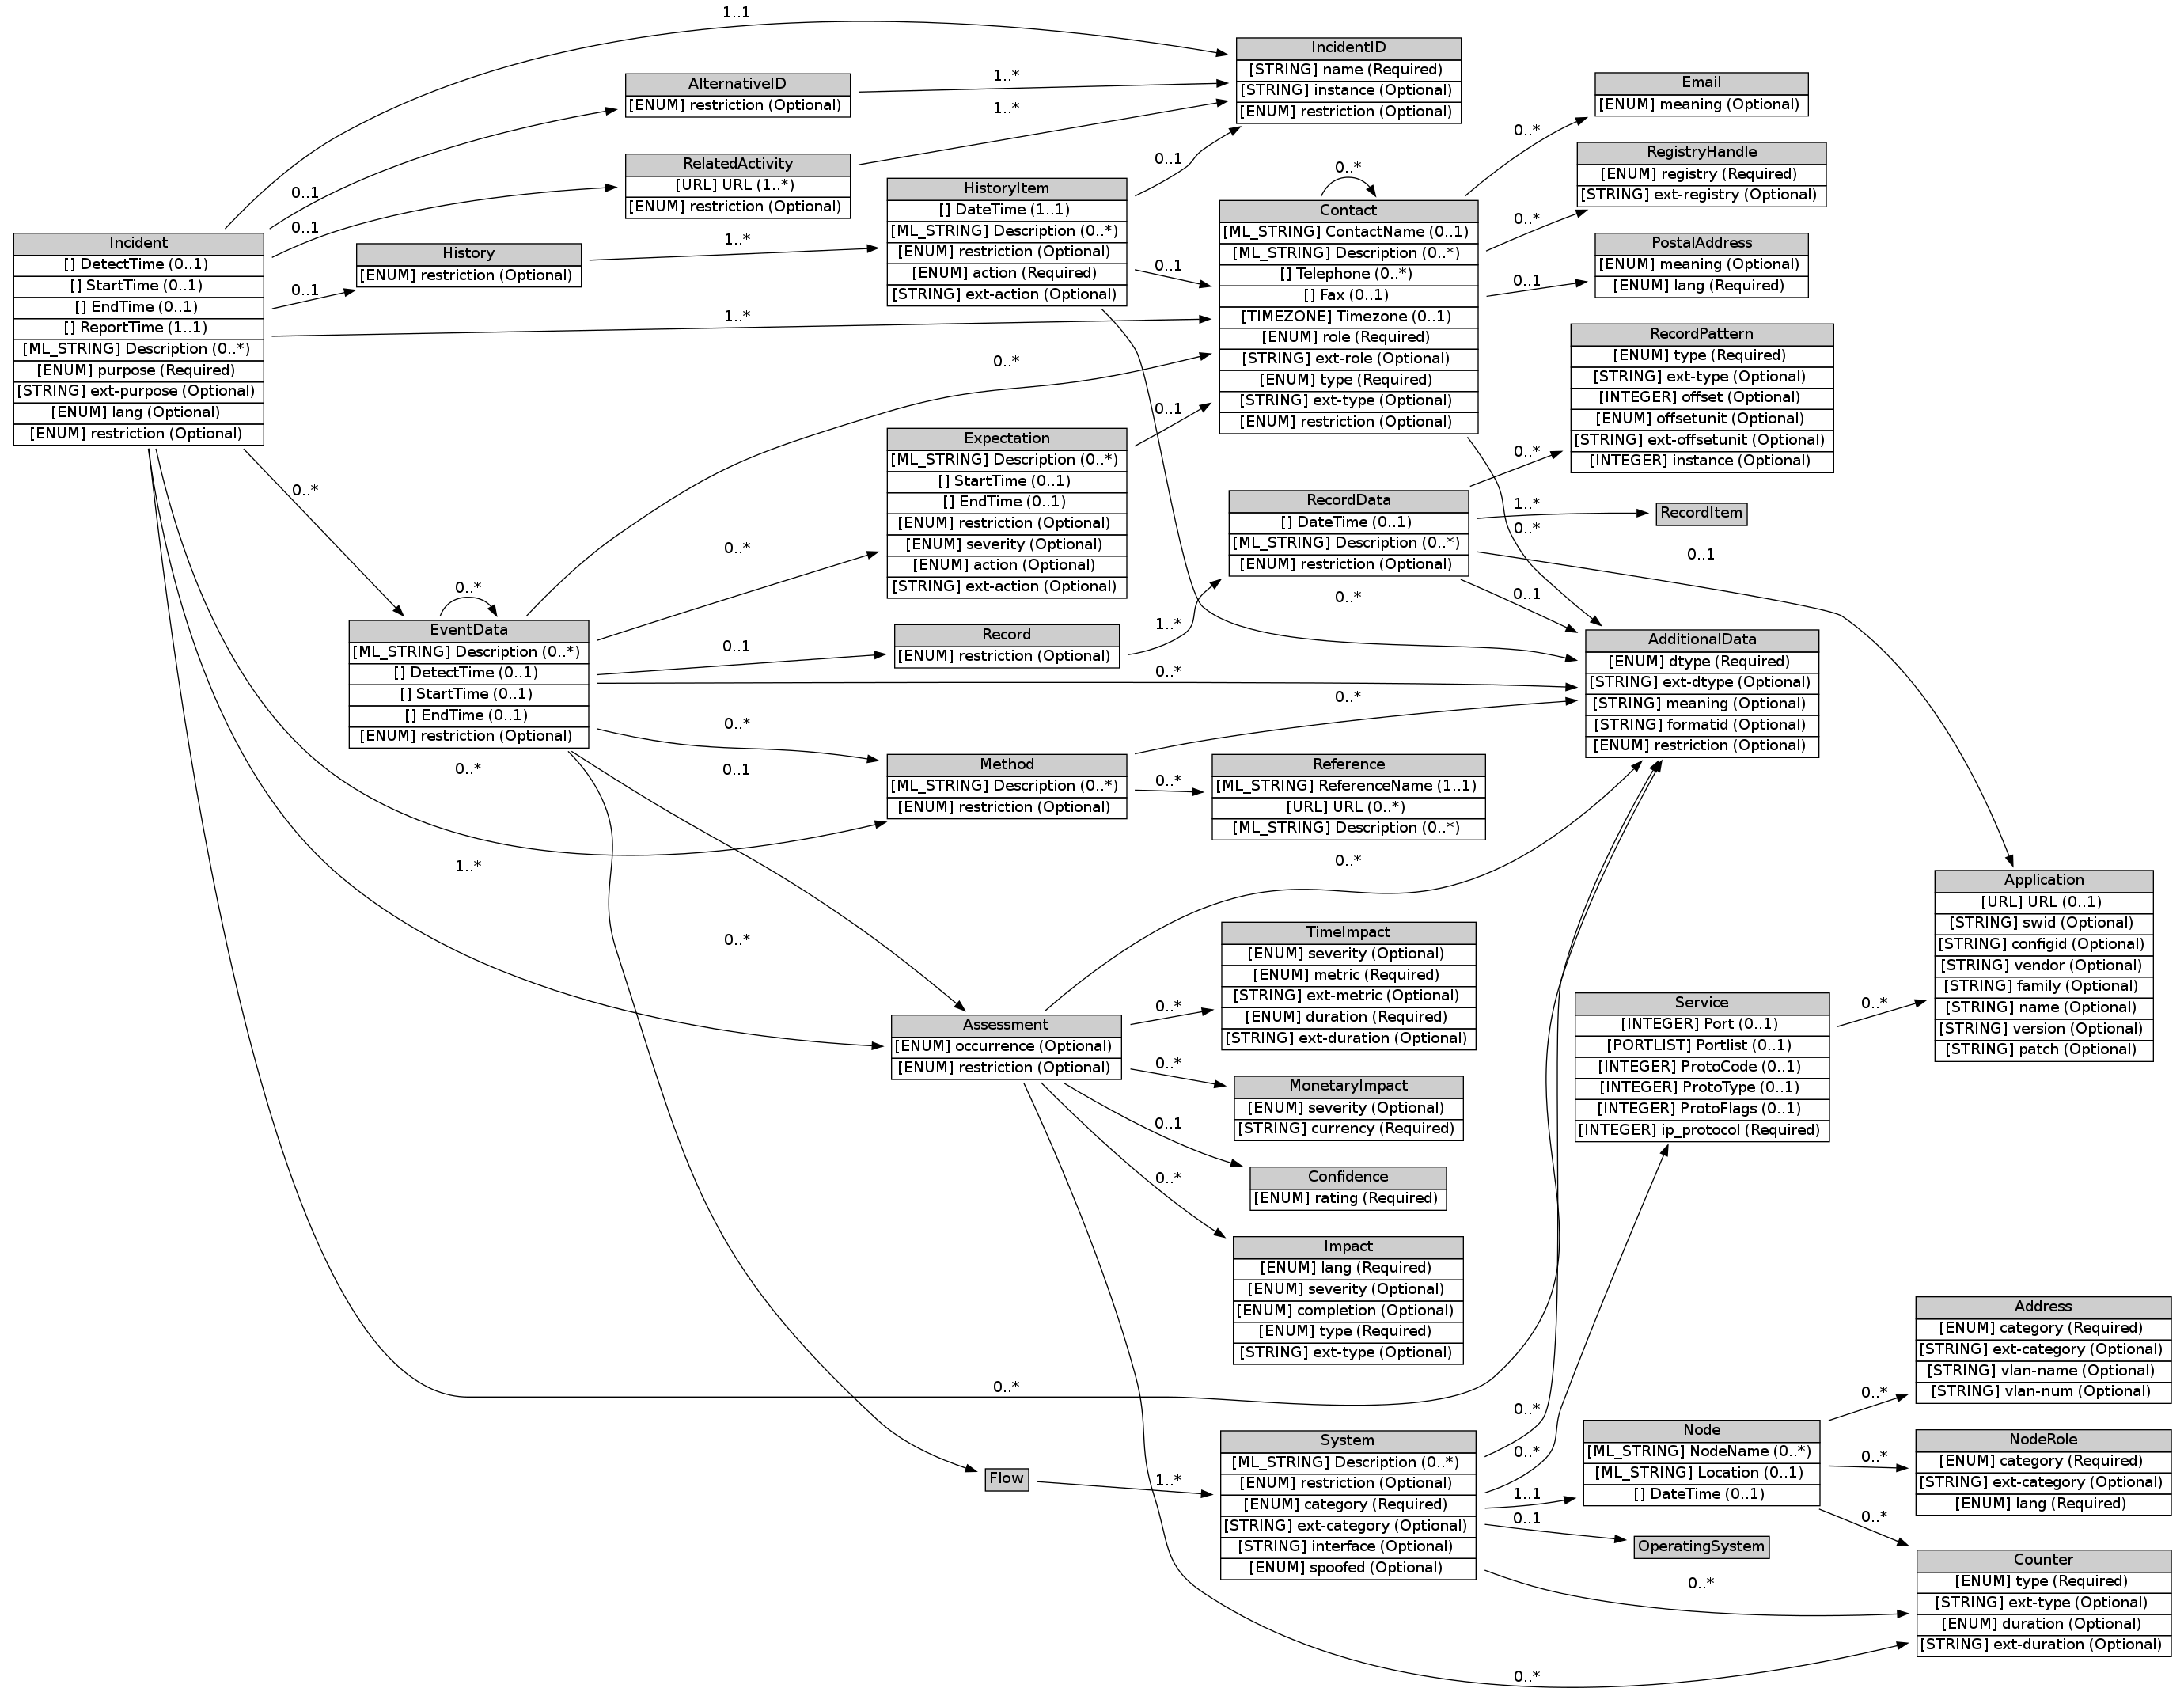 Incident
[] DetectTime (0..1)
[] StartTime (0..1)
[] EndTime (0..1)
[] ReportTime (1..1)
[ML_STRING] Description (0..*)
[ENUM] purpose (Required)
[STRING] ext-purpose (Optional)
[ENUM] lang (Optional)
[ENUM] restriction (Optional)
1..1
0..1
0..1
0..1
1..*
0..*
0..*
1..*
0..*
AlternativeID
[ENUM] restriction (Optional)
1..*
RelatedActivity
[URL] URL (1..*)
[ENUM] restriction (Optional)
1..*
History
[ENUM] restriction (Optional)
1..*
EventData
[ML_STRING] Description (0..*)
[] DetectTime (0..1)
[] StartTime (0..1)
[] EndTime (0..1)
[ENUM] restriction (Optional)
0..*
0..*
0..*
0..1
0..*
0..*
0..1
0..*
IncidentID
[STRING] name (Required)
[STRING] instance (Optional)
[ENUM] restriction (Optional)
HistoryItem
[] DateTime (1..1)
[ML_STRING] Description (0..*)
[ENUM] restriction (Optional)
[ENUM] action (Required)
[STRING] ext-action (Optional)
0..1
0..1
0..*
Expectation
[ML_STRING] Description (0..*)
[] StartTime (0..1)
[] EndTime (0..1)
[ENUM] restriction (Optional)
[ENUM] severity (Optional)
[ENUM] action (Optional)
[STRING] ext-action (Optional)
0..1
Record
[ENUM] restriction (Optional)
1..*
Method
[ML_STRING] Description (0..*)
[ENUM] restriction (Optional)
0..*
0..*
Assessment
[ENUM] occurrence (Optional)
[ENUM] restriction (Optional)
0..*
0..*
0..*
0..1
0..*
0..*
Flow
1..*
Contact
[ML_STRING] ContactName (0..1)
[ML_STRING] Description (0..*)
[] Telephone (0..*)
[] Fax (0..1)
[TIMEZONE] Timezone (0..1)
[ENUM] role (Required)
[STRING] ext-role (Optional)
[ENUM] type (Required)
[STRING] ext-type (Optional)
[ENUM] restriction (Optional)
0..*
0..*
0..*
0..1
0..*
RecordData
[] DateTime (0..1)
[ML_STRING] Description (0..*)
[ENUM] restriction (Optional)
0..*
1..*
0..1
0..1
Reference
[ML_STRING] ReferenceName (1..1)
[URL] URL (0..*)
[ML_STRING] Description (0..*)
TimeImpact
[ENUM] severity (Optional)
[ENUM] metric (Required)
[STRING] ext-metric (Optional)
[ENUM] duration (Required)
[STRING] ext-duration (Optional)
MonetaryImpact
[ENUM] severity (Optional)
[STRING] currency (Required)
Confidence
[ENUM] rating (Required)
Impact
[ENUM] lang (Required)
[ENUM] severity (Optional)
[ENUM] completion (Optional)
[ENUM] type (Required)
[STRING] ext-type (Optional)
System
[ML_STRING] Description (0..*)
[ENUM] restriction (Optional)
[ENUM] category (Required)
[STRING] ext-category (Optional)
[STRING] interface (Optional)
[ENUM] spoofed (Optional)
0..*
0..*
1..1
0..1
0..*
Email
[ENUM] meaning (Optional)
RegistryHandle
[ENUM] registry (Required)
[STRING] ext-registry (Optional)
PostalAddress
[ENUM] meaning (Optional)
[ENUM] lang (Required)
RecordPattern
[ENUM] type (Required)
[STRING] ext-type (Optional)
[INTEGER] offset (Optional)
[ENUM] offsetunit (Optional)
[STRING] ext-offsetunit (Optional)
[INTEGER] instance (Optional)
RecordItem
AdditionalData
[ENUM] dtype (Required)
[STRING] ext-dtype (Optional)
[STRING] meaning (Optional)
[STRING] formatid (Optional)
[ENUM] restriction (Optional)
Service
[INTEGER] Port (0..1)
[PORTLIST] Portlist (0..1)
[INTEGER] ProtoCode (0..1)
[INTEGER] ProtoType (0..1)
[INTEGER] ProtoFlags (0..1)
[INTEGER] ip_protocol (Required)
0..*
Node
[ML_STRING] NodeName (0..*)
[ML_STRING] Location (0..1)
[] DateTime (0..1)
0..*
0..*
0..*
OperatingSystem
Application
[URL] URL (0..1)
[STRING] swid (Optional)
[STRING] configid (Optional)
[STRING] vendor (Optional)
[STRING] family (Optional)
[STRING] name (Optional)
[STRING] version (Optional)
[STRING] patch (Optional)
Address
[ENUM] category (Required)
[STRING] ext-category (Optional)
[STRING] vlan-name (Optional)
[STRING] vlan-num (Optional)
NodeRole
[ENUM] category (Required)
[STRING] ext-category (Optional)
[ENUM] lang (Required)
Counter
[ENUM] type (Required)
[STRING] ext-type (Optional)
[ENUM] duration (Optional)
[STRING] ext-duration (Optional)